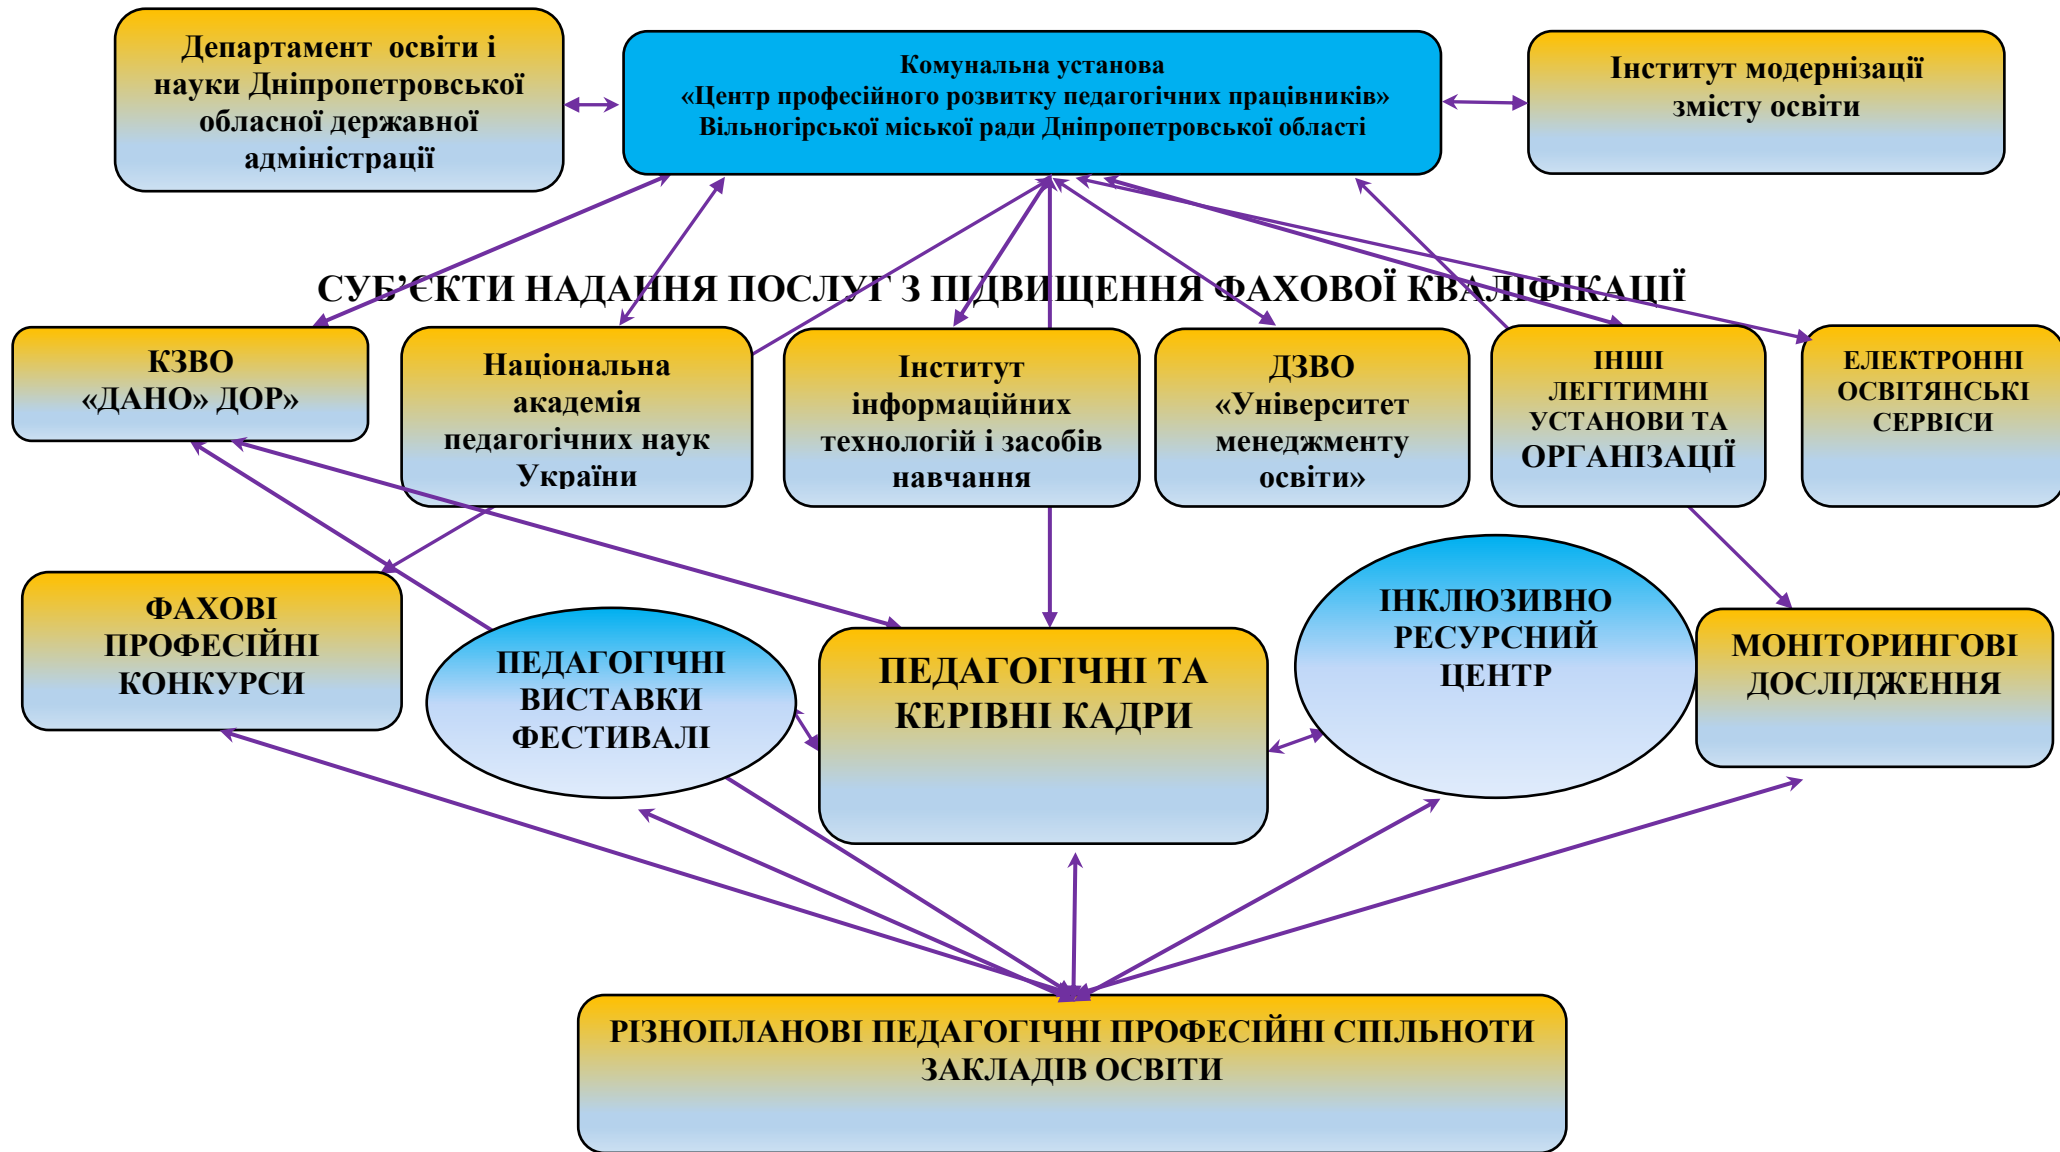 Департамент освіти і
науки Дніпропетровської
обласної державної
адміністрації
Комунальна установа
«Центр професійного розвитку педагогічних працівників»
Вільногірської міської ради Дніпропетровської області
Інститут модернізації
змісту освіти
СУБ’ЄКТИ НАДАННЯ ПОСЛУГ З ПІДВИЩЕННЯ ФАХОВОЇ КВАЛІФІКАЦІЇ
КЗВО
«ДАНО» ДОР»
Національна
академія
педагогічних наук
України
Інститут
інформаційних
технологій і засобів
навчання
ДЗВО
«Університет
менеджменту
освіти»
ІНШІ
ЛЕГІТИМНІ
УСТАНОВИ ТА
ОРГАНІЗАЦІЇ
ЕЛЕКТРОННІ
ОСВІТЯНСЬКІ
СЕРВІСИ
ФАХОВІ
ПРОФЕСІЙНІ
КОНКУРСИ
ПЕДАГОГІЧНІ
ВИСТАВКИ
ФЕСТИВАЛІ
ПЕДАГОГІЧНІ ТА
КЕРІВНІ КАДРИ
ІНКЛЮЗИВНО
РЕСУРСНИЙ
ЦЕНТР
МОНІТОРИНГОВІ
ДОСЛІДЖЕННЯ
РІЗНОПЛАНОВІ ПЕДАГОГІЧНІ ПРОФЕСІЙНІ СПІЛЬНОТИ
ЗАКЛАДІВ ОСВІТИ